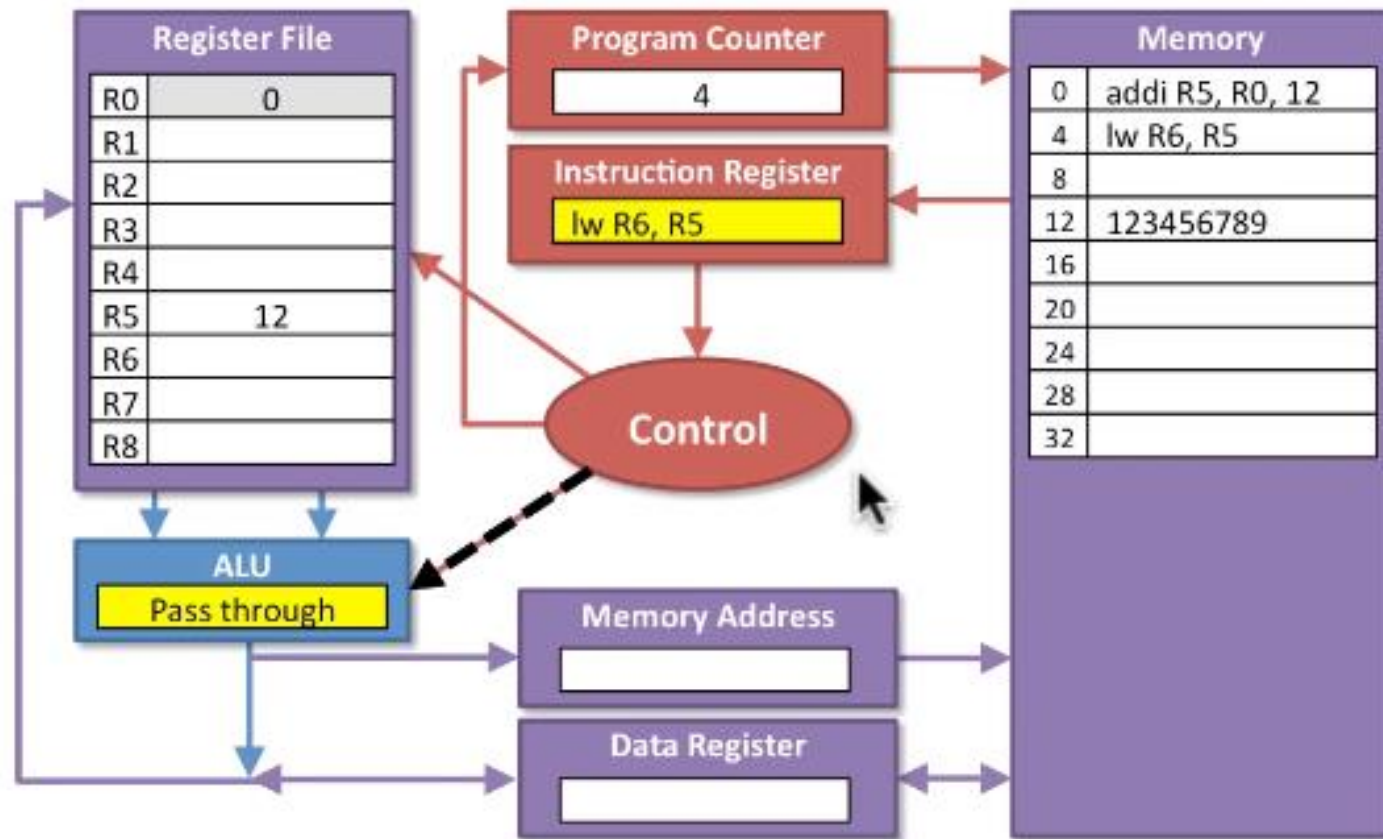 Register File
R0 0
R1
R2
R3
R4
R5 12
R6
R7
R8
ALU
Pass through
Program Counter
4
Instruction Register
lw R6, R5
Control
Memory Address
Data Register
Memory
0 addi R5, R0, 12
4 lw R6, R5
8
12 123456789
16
20
24
28
32